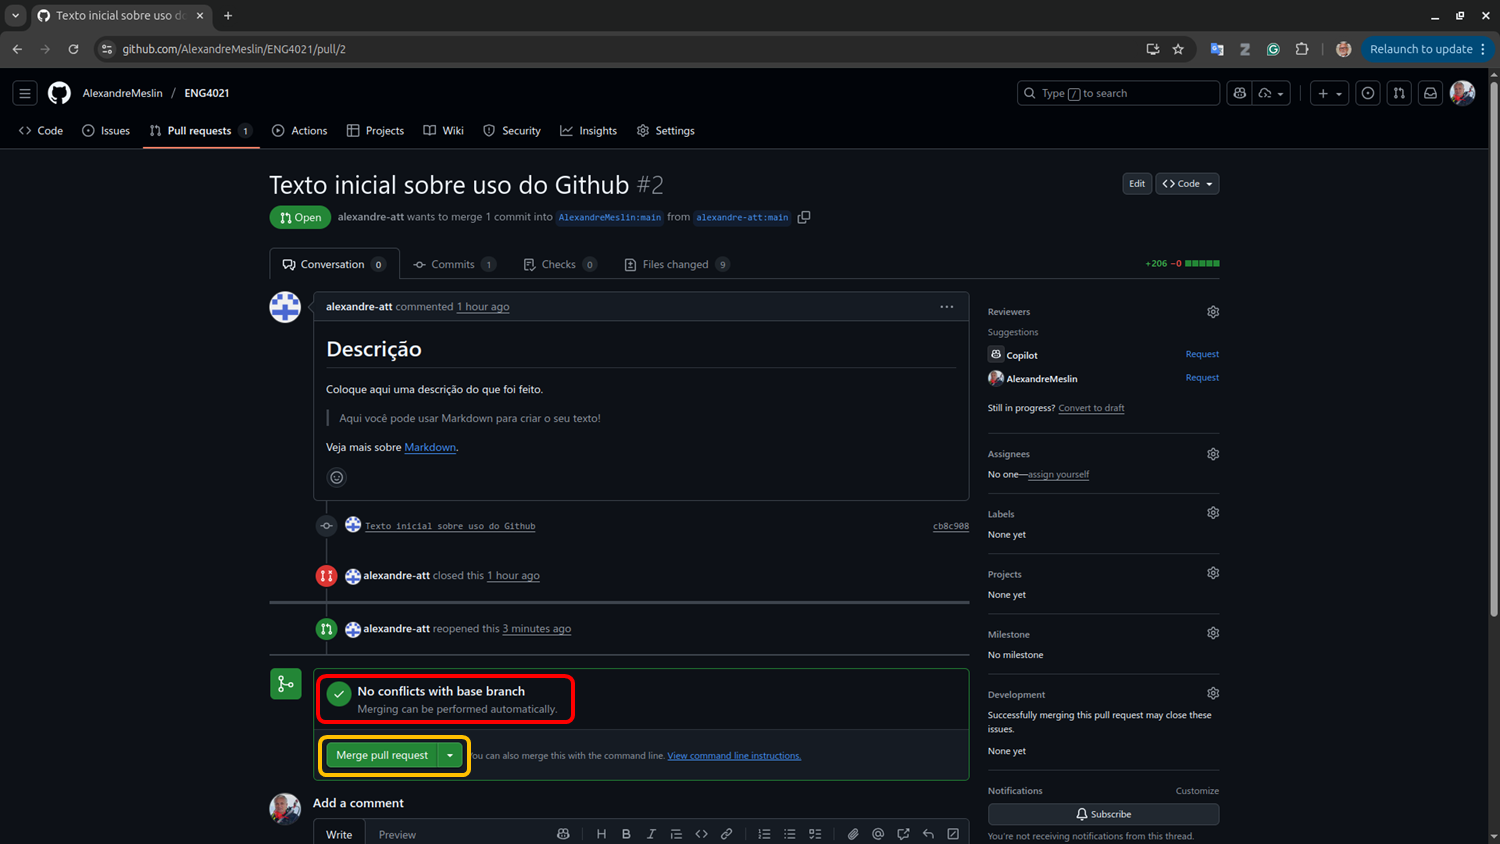 Texto inicial sobre uso do
github.com/AlexandreMeslin/ENG4021/pull/2
Relaunch to update
AlexandreMeslin / ENG4021
Type / to search
Code Issues Pull requests 1 Actions Projects Wiki Security Insights Settings
Texto inicial sobre uso do Github #2
Edit
Code
Open
alexandre-att wants to merge 1 commit into AlexandreMeslin:main from alexandre-att:main
Conversation 0 Commits 1 Checks 0 Files changed 9
+206 −0
alexandre-att commented 1 hour ago
Descrição
Coloque aqui uma descrição do que foi feito.
Aqui você pode usar Markdown para criar o seu texto!
Veja mais sobre Markdown.
Texto inicial sobre uso do Github
cb8c908
alexandre-att closed this 1 hour ago
alexandre-att reopened this 3 minutes ago
No conflicts with base branch
Merging can be performed automatically.
Merge pull request
You can also merge this with the command line. View command line instructions.
Add a comment
Write Preview
Reviewers
Suggestions
Copilot Request
AlexandreMeslin Request
Still in progress? Convert to draft
Assignees
No one—assign yourself
Labels
None yet
Projects
None yet
Milestone
No milestone
Development
Successfully merging this pull request may close these
issues.
None yet
Notifications
Customize
Subscribe
You're not receiving notifications from this thread.